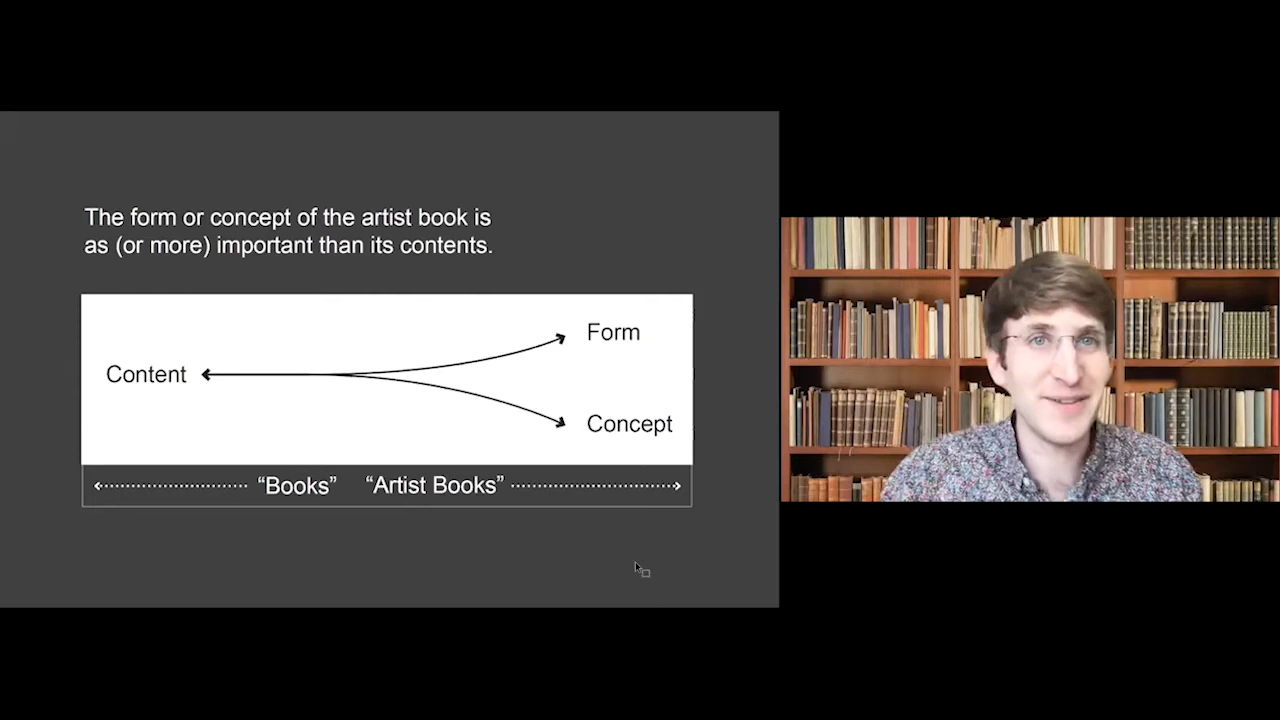 The form or concept of the artist book is
as (or more) important than its contents.
Form
Content
Concept
“Books” “Artist Books”